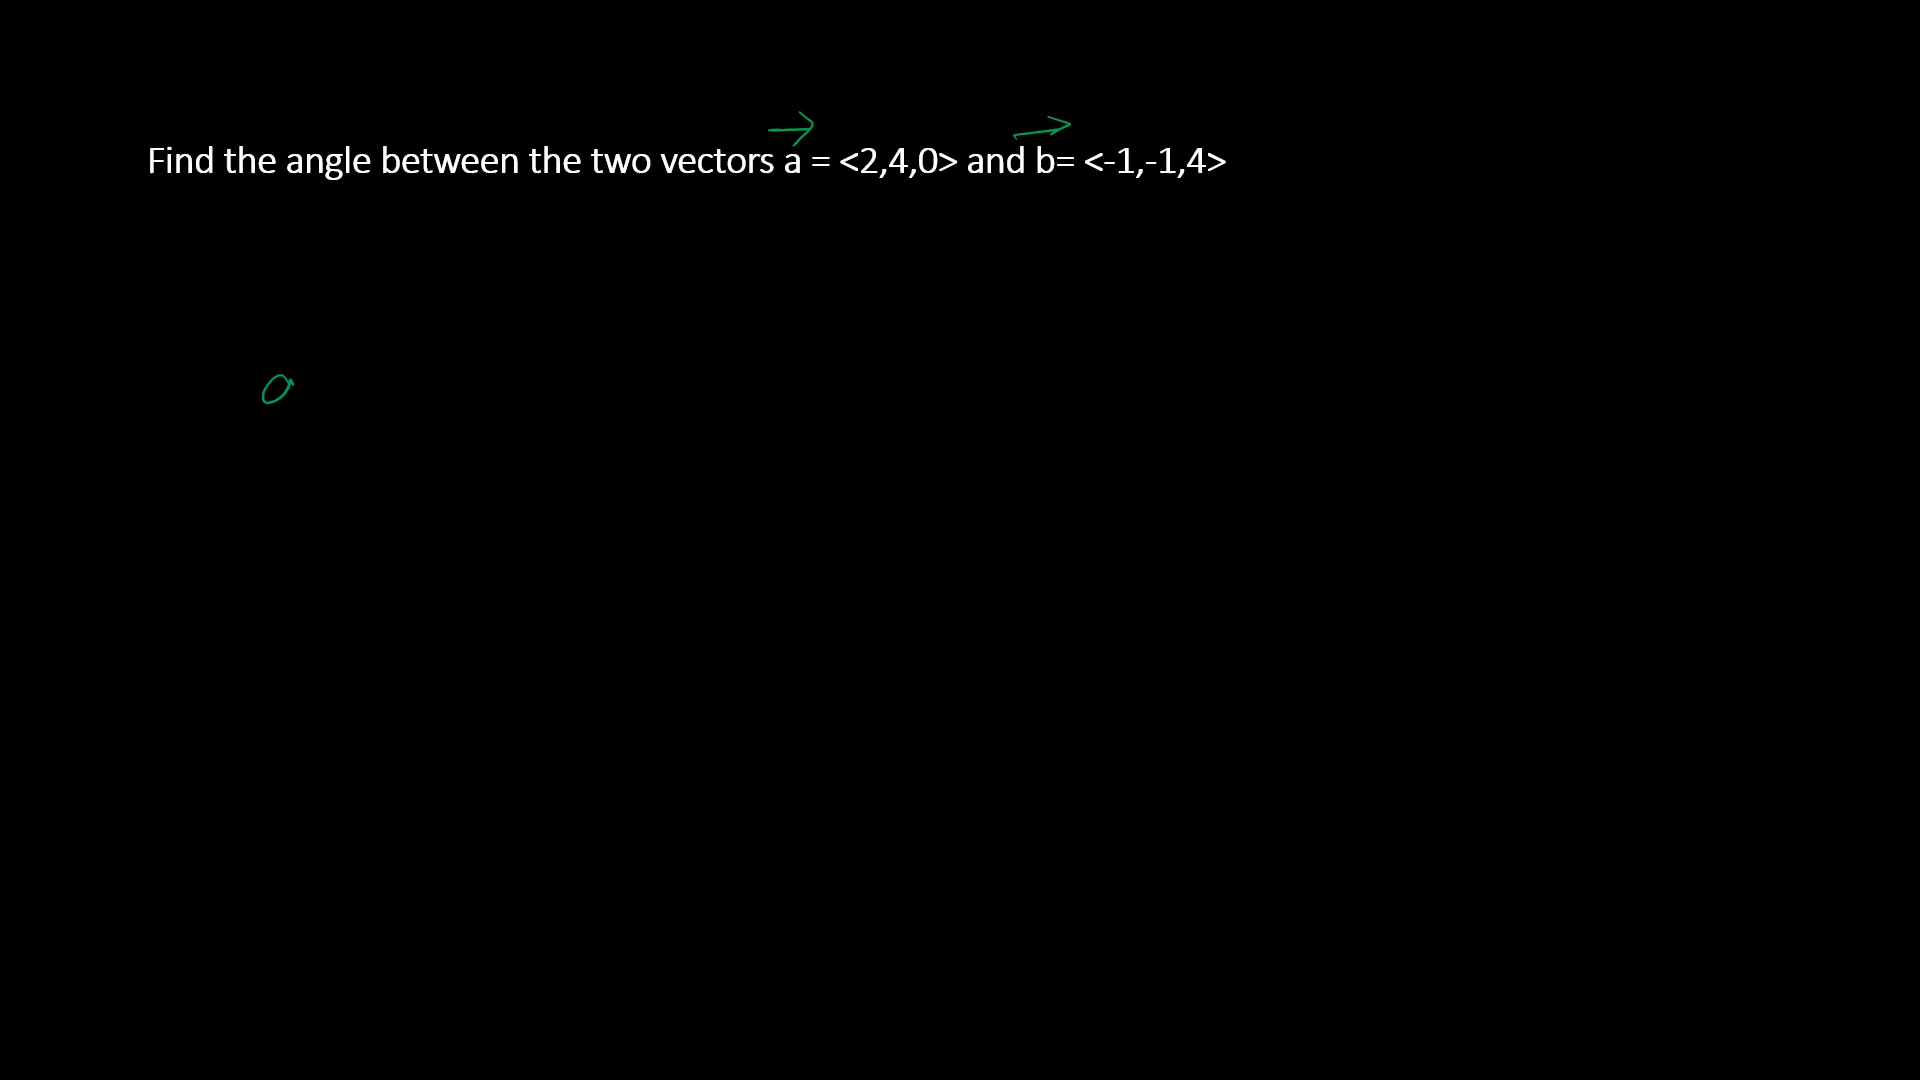 Find the angle between the two vectors a = <2,4,0> and b= <-1,-1,4>